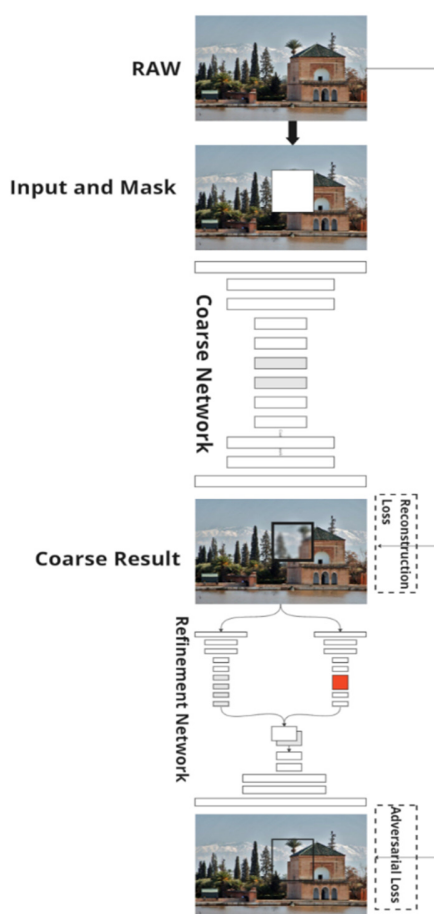 RAW
Input and Mask
Coarse Network
Coarse Result
Reconstruction
Loss
Refinement Network
Adversarial Loss